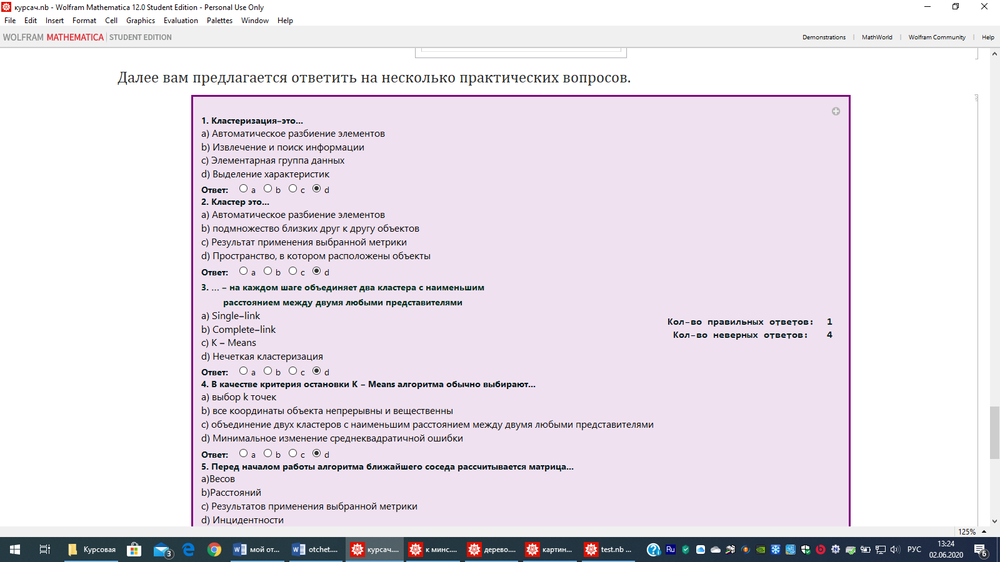 курсач.nb - Wolfram Mathematica 12.0 Student Edition - Personal Use Only
File Edit Insert Format Cell Graphics Evaluation Palettes Window Help
WOLFRAM MATHEMATICA STUDENT EDITION
Demonstrations MathWorld Wolfram Community Help
Далее вам предлагается ответить на несколько практических вопросов.
1. Кластеризация–это...
a) Автоматическое разбиение элементов
b) Извлечение и поиск информации
c) Элементарная группа данных
d) Выделение характеристик
Ответ: a b c d
2. Кластер это...
a) Автоматическое разбиение элементов
b) подмножество близких друг к другу объектов
c) Результат применения выбранной метрики
d) Пространство, в котором расположены объекты
Ответ: a b c d
3. ... – на каждом шаге объединяет два кластера с наименьшим
расстоянием между двумя любыми представителями
a) Single–link
b) Complete–link
c) K – Means
d) Нечеткая кластеризация
Ответ: a b c d
Кол-во правильных ответов: 1
Кол-во неверных ответов: 4
4. В качестве критерия остановки K – Means алгоритма обычно выбирают...
a) выбор k точек
b) все координаты объекта непрерывны и вещественны
c) объединение двух кластеров с наименьшим расстоянием между двумя любыми представителями
d) Минимальное изменение среднеквадратичной ошибки
Ответ: a b c d
5. Перед началом работы алгоритма ближайшего соседа рассчитывается матрица...
a)Весов
b)Расстояний
c) Результатов применения выбранной метрики
d) Инцидентности
125%
Курсовая 3 мой от... otchet.... курсач.... к минс.... дерево.... картин... test.nb ... Ru РУС 13:24
02.06.2020 6